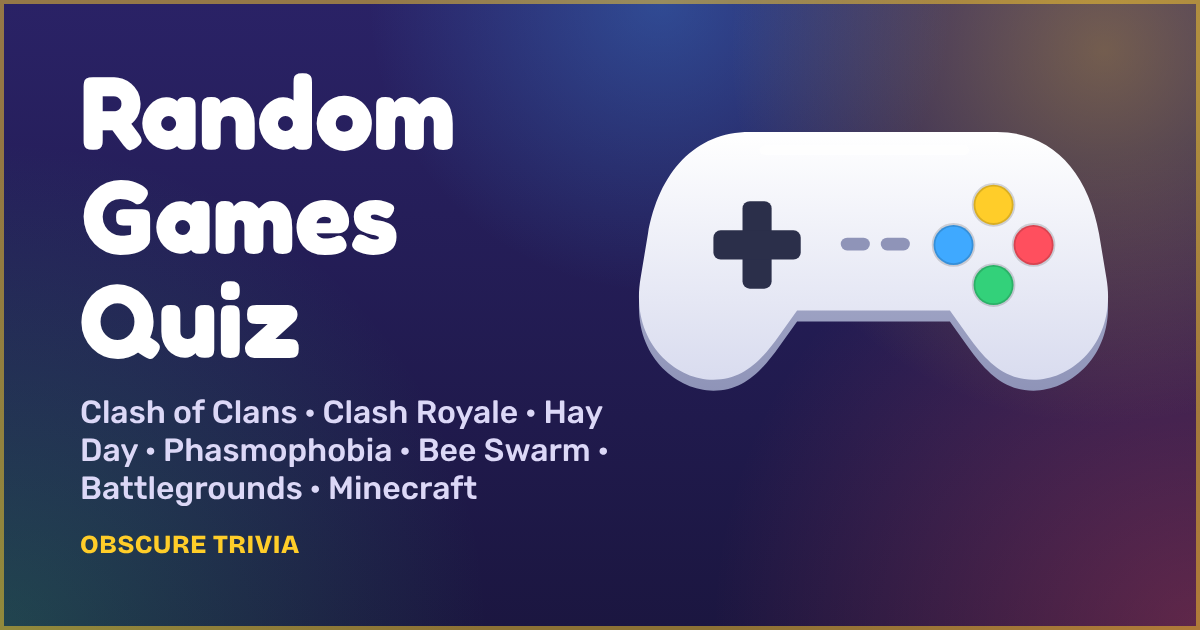 Random
Games
Quiz
Clash of Clans • Clash Royale • Hay
Day • Phasmophobia • Bee Swarm •
Battlegrounds • Minecraft
OBSCURE TRIVIA